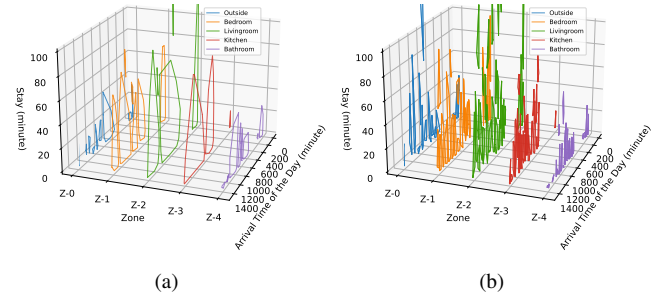 Outside
Bedroom
Livingroom
Kitchen
Bathroom
100
80
60
40
20
0
Stay (minute)
Z-0
Z-1
Z-2
Z-3
Z-4
Zone
0
200
400
600
800
1000
1200
1400
Arrival Time of the Day (minute)
(a)
Outside
Bedroom
Livingroom
Kitchen
Bathroom
100
80
60
40
20
0
Stay (minute)
Z-0
Z-1
Z-2
Z-3
Z-4
Zone
0
200
400
600
800
1000
1200
1400
Arrival Time of the Day (minute)
(b)